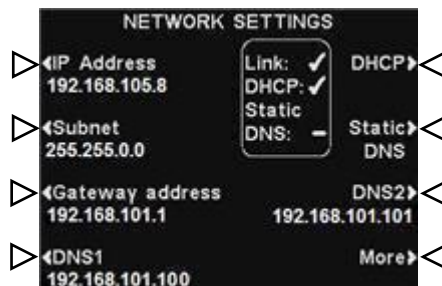 NETWORK SETTINGS
IP Address
192.168.105.8
Link: ✓
DHCP: ✓
Static
DNS: –
DHCP
Subnet
255.255.0.0
Static
DNS
Gateway address
192.168.101.1
DNS2
192.168.101.101
DNS1
192.168.101.100
More